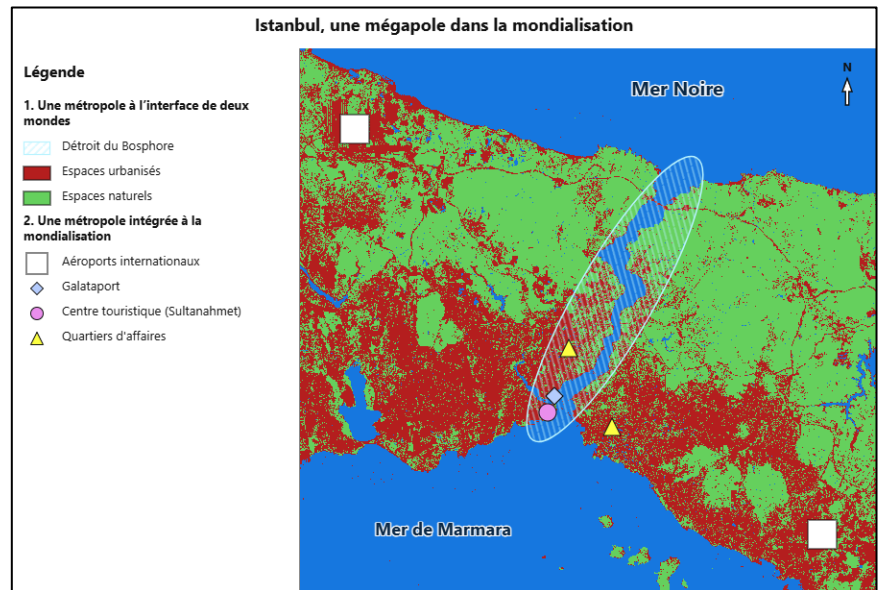 Istanbul, une mégapole dans la mondialisation
Légende
1. Une métropole à l'interface de deux
mondes
Détroit du Bosphore
Espaces urbanisés
Espaces naturels
2. Une métropole intégrée à la
mondialisation
Aéroports internationaux
Galataport
Centre touristique (Sultanahmet)
Quartiers d'affaires
Mer Noire
N
Mer de Marmara